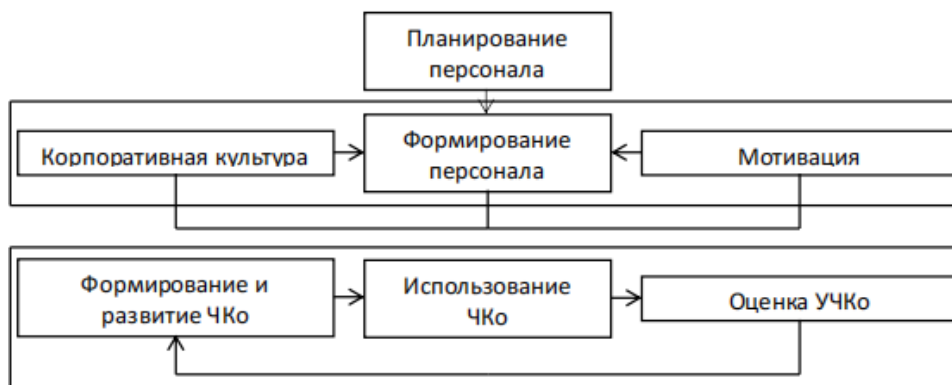 Планирование
персонала
Корпоративная культура
Формирование
персонала
Мотивация
Формирование и
развитие ЧКо
Использование
ЧКо
Оценка УЧКо